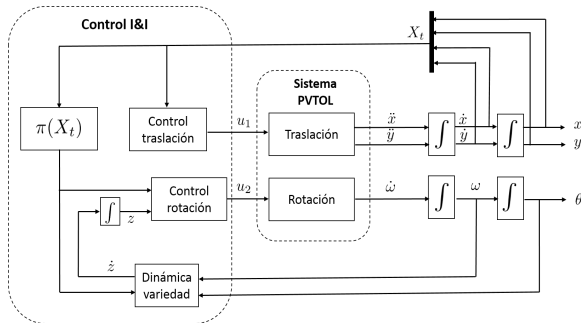 Control I&I
X_t
Sistema
PVTOL
π(X_t)
Control
traslación
u_1
Traslación
ẍ
ÿ
∫
ẋ
ẏ
∫
x
y
Control
rotación
u_2
Rotación
ω̇
∫
ω
∫
θ
∫
z
ż
Dinámica
variedad